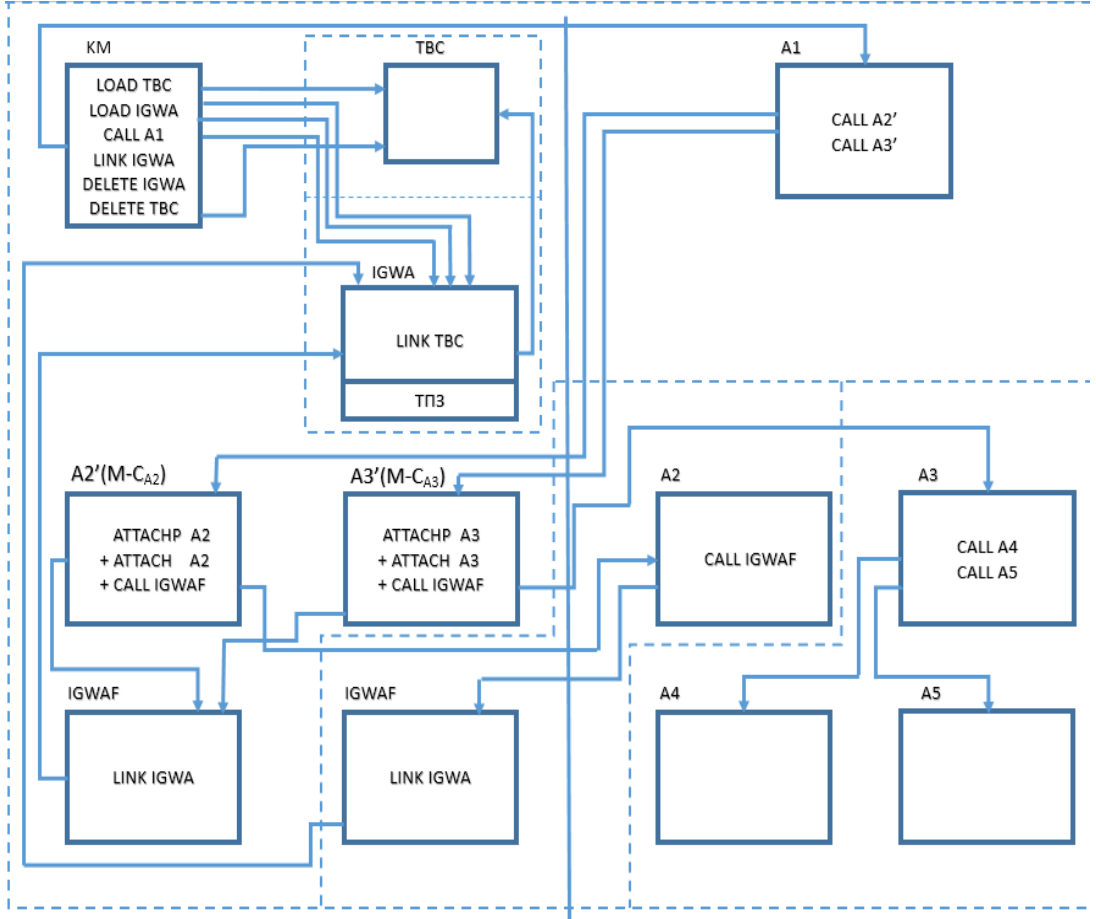 KM
LOAD TBC
LOAD IGWA
CALL A1
LINK IGWA
DELETE IGWA
DELETE TBC
TBC
A1
CALL A2’
CALL A3’
IGWA
LINK TBC
ТПЗ
A2’(M-CA2)
ATTACHP A2
+ ATTACH A2
+ CALL IGWAF
A3’(M-CA3)
ATTACHP A3
+ ATTACH A3
+ CALL IGWAF
A2
CALL IGWAF
A3
CALL A4
CALL A5
IGWAF
LINK IGWA
IGWAF
LINK IGWA
A4
A5